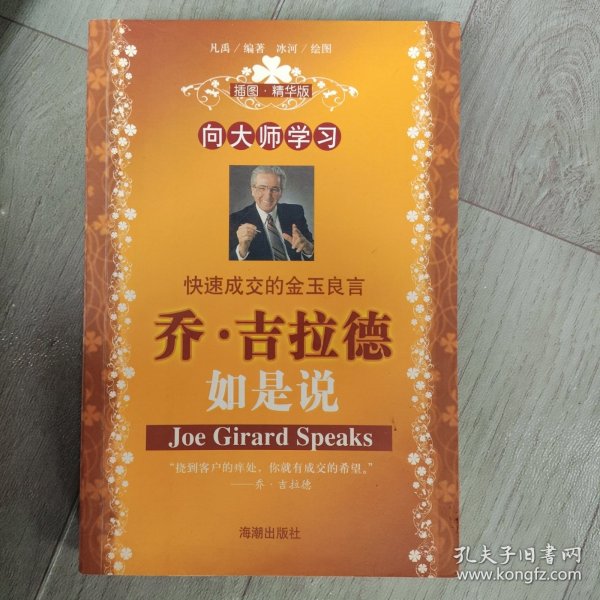 凡禹／编著 冰河／绘图
插图·精华版
向大师学习
快速成交的金玉良言
乔·吉拉德
如是说
Joe Girard Speaks
“挠到客户的痒处，你就有成交的希望。”
——乔·吉拉德
海潮出版社
孔夫子旧书网
www.kongfz.com